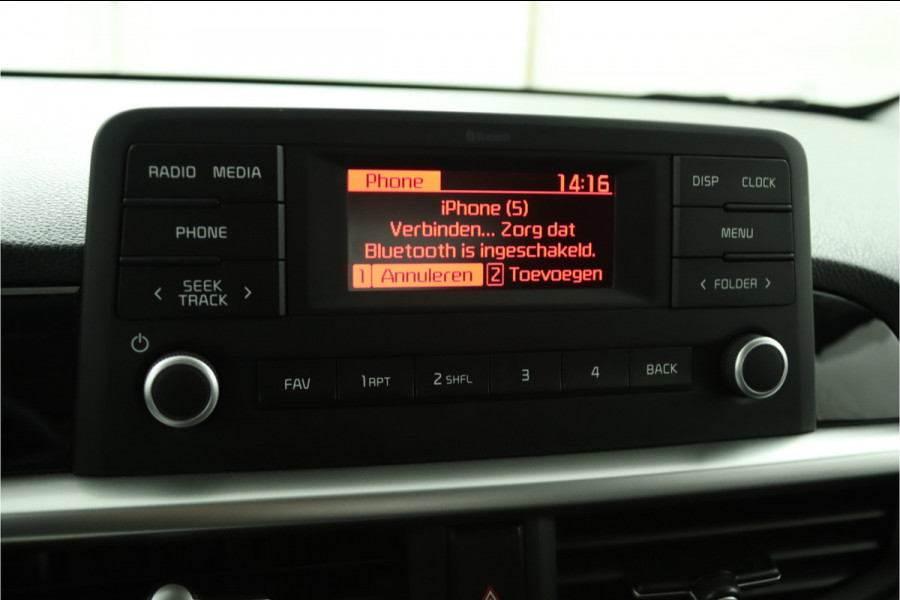 Bluetooth
RADIO MEDIA
PHONE
< SEEK >
TRACK
Phone 14:16
iPhone (5)
Verbinden... Zorg dat
Bluetooth is ingeschakeld.
1 Annuleren 2 Toevoegen
DISP CLOCK
MENU
< FOLDER >
FAV 1 RPT 2 SHFL 3 4 BACK